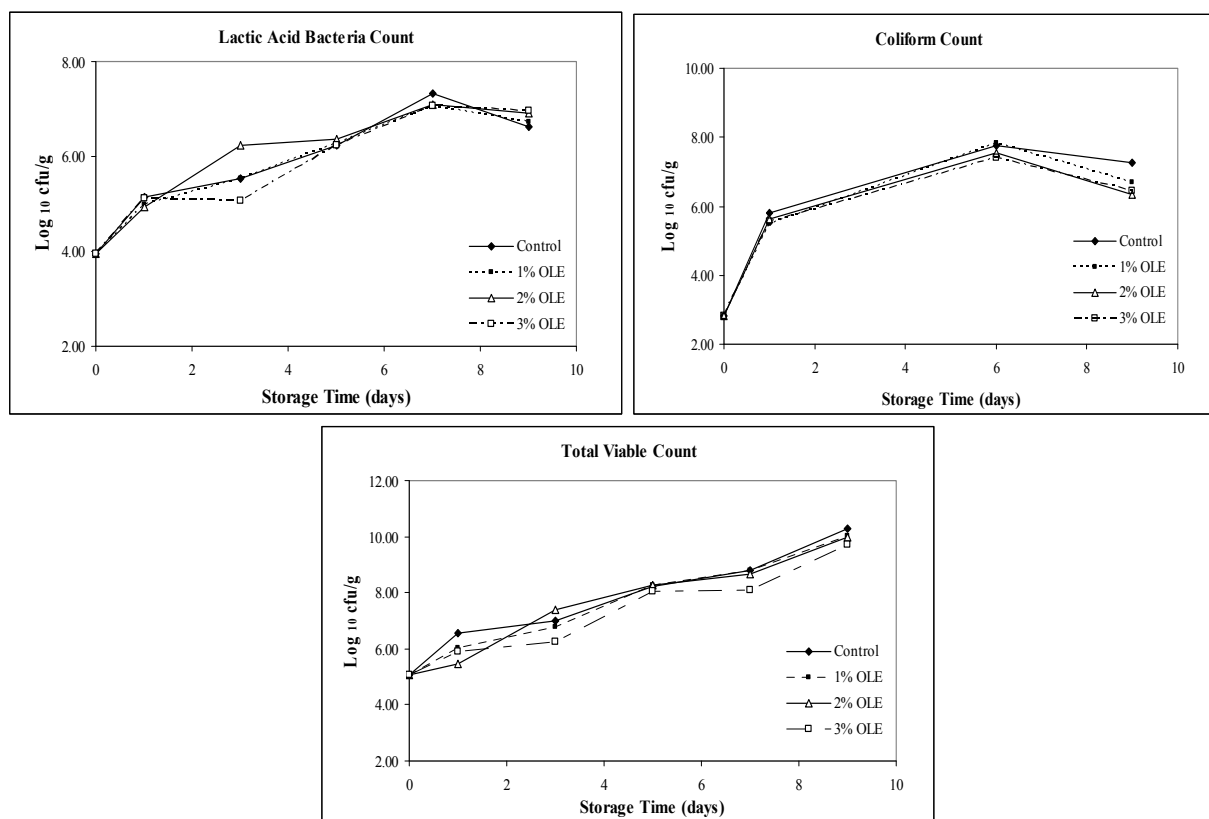 Lactic Acid Bacteria Count
8.00
6.00
4.00
2.00
Log 10 cfu/g
0 2 4 6 8 10
Storage Time (days)
Control
1% OLE
2% OLE
3% OLE
Coliform Count
10.00
8.00
6.00
4.00
2.00
Log 10 cfu/g
0 2 4 6 8 10
Storage Time (days)
Control
1% OLE
2% OLE
3% OLE
Total Viable Count
12.00
10.00
8.00
6.00
4.00
2.00
Log 10 cfu/g
0 2 4 6 8 10
Storage Time (days)
Control
1% OLE
2% OLE
3% OLE